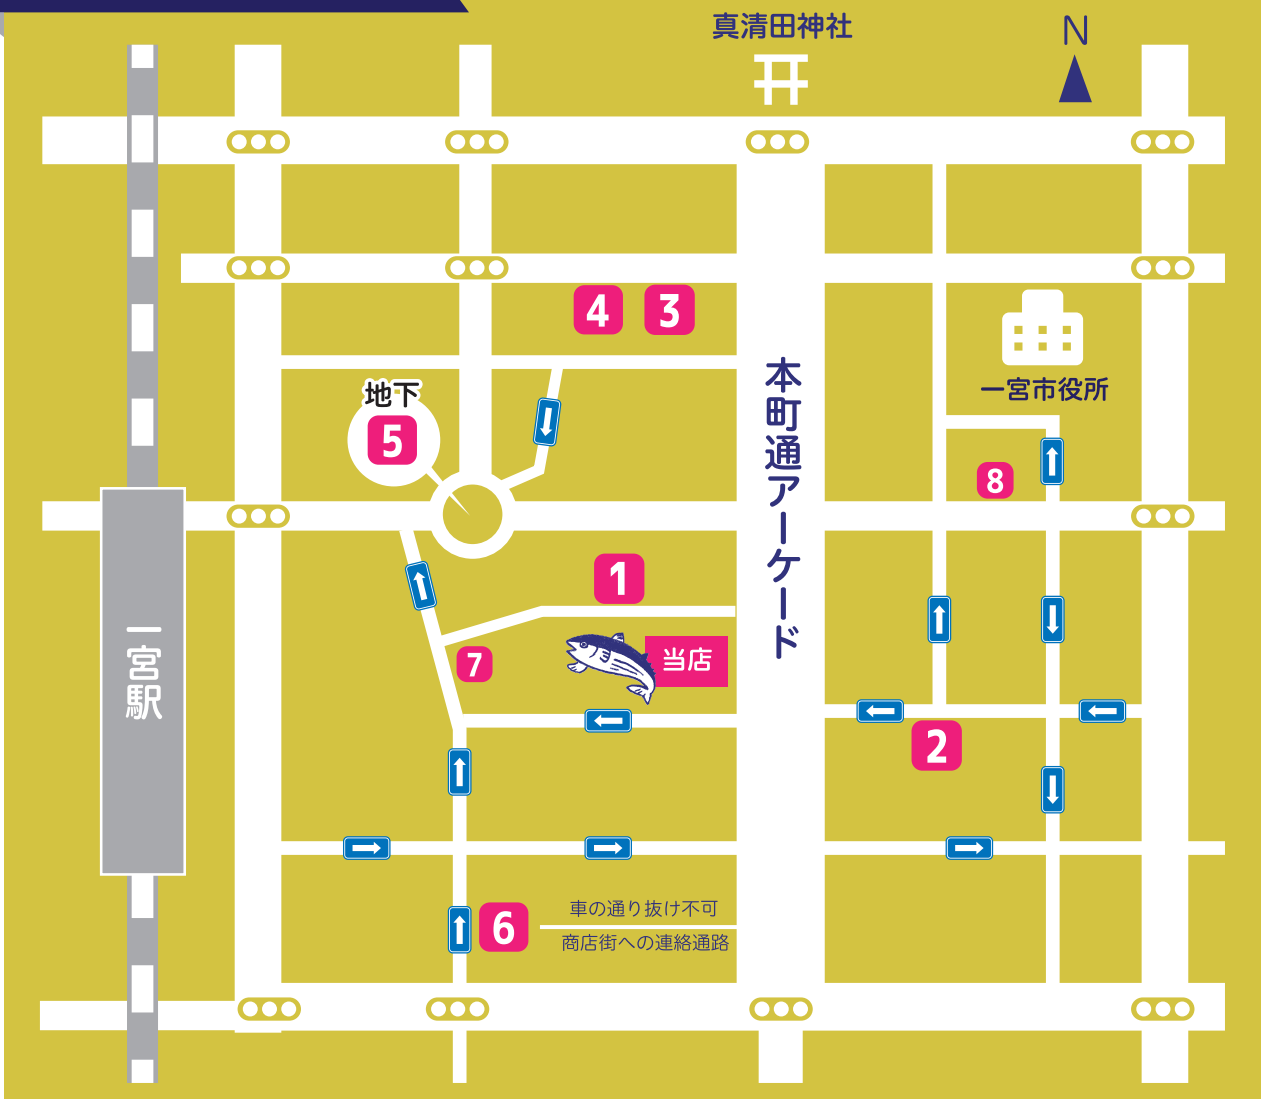 真清田神社
N
4
3
本町通アーケード
一宮市役所
地下
5
8
1
当店
7
一宮駅
2
6
車の通り抜け不可
商店街への連絡通路